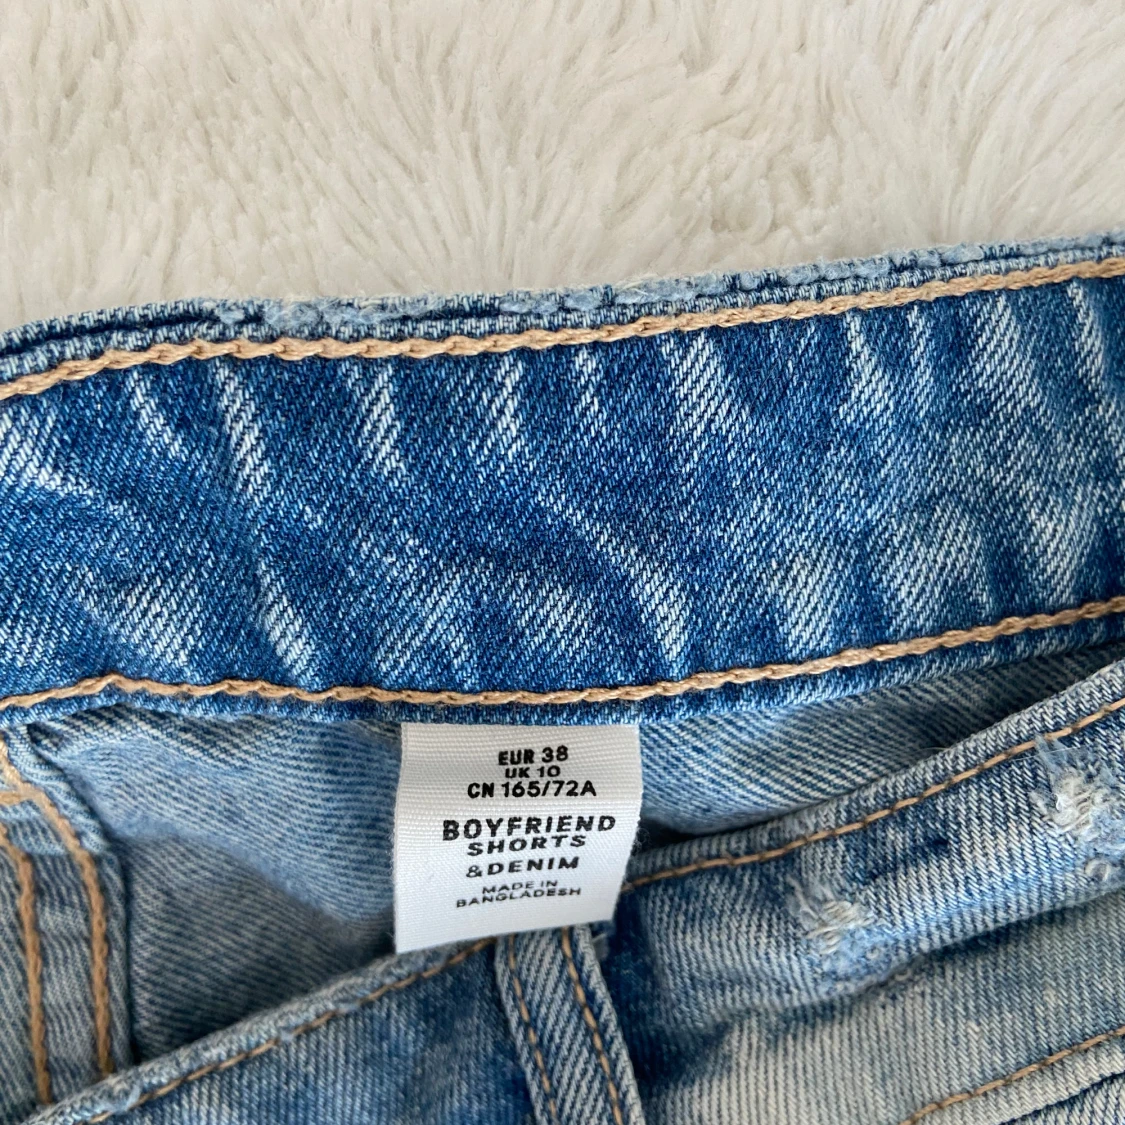 EUR 38
UK 10
CN 165/72A
BOYFRIEND
SHORTS
&DENIM
MADE IN
BANGLADESH